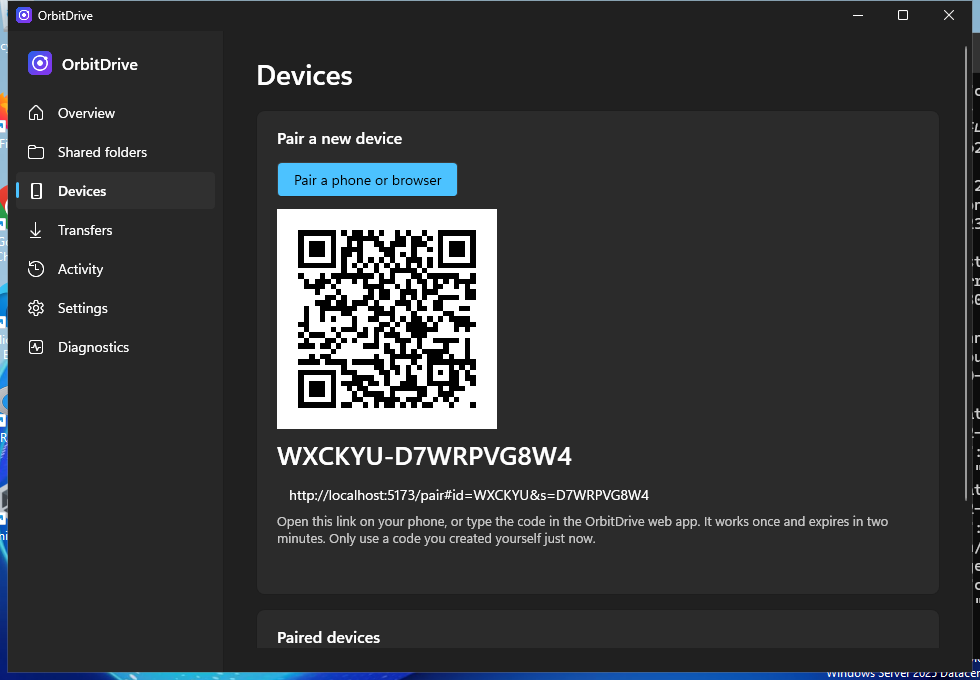 OrbitDrive
OrbitDrive
Overview
Shared folders
Devices
Transfers
Activity
Settings
Diagnostics
Devices
Pair a new device
Pair a phone or browser
WXCKYU-D7WRPVG8W4
http://localhost:5173/pair#id=WXCKYU&s=D7WRPVG8W4
Open this link on your phone, or type the code in the OrbitDrive web app. It works once and expires in two
minutes. Only use a code you created yourself just now.
Paired devices
Windows Server 2025 Datacen